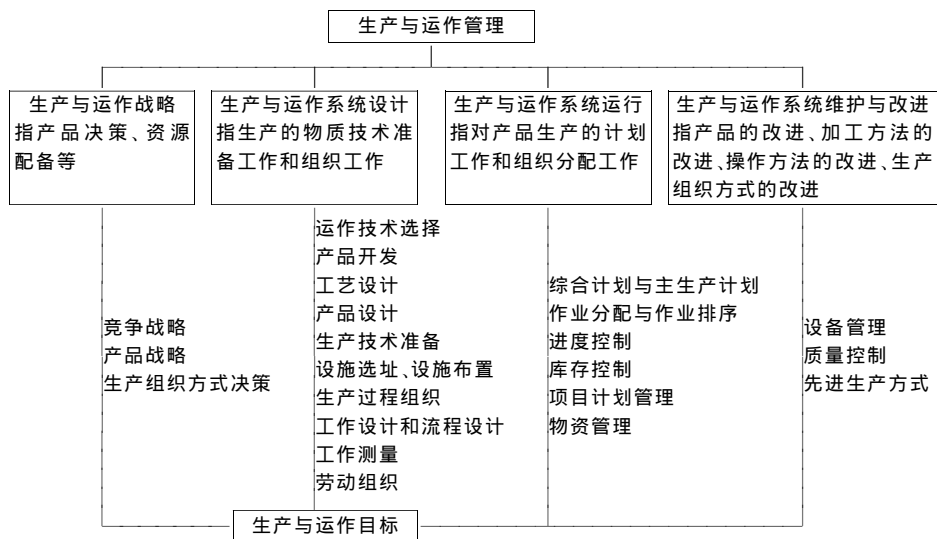 生产与运作管理
生产与运作战略
指产品决策、资源
配备等
生产与运作系统设计
指生产的物质技术准
备工作和组织工作
生产与运作系统运行
指对产品生产的计划
工作和组织分配工作
生产与运作系统维护与改进
指产品的改进、加工方法的
改进、操作方法的改进、生产
组织方式的改进
竞争战略
产品战略
生产组织方式决策
运作技术选择
产品开发
工艺设计
产品设计
生产技术准备
设施选址、设施布置
生产过程组织
工作设计和流程设计
工作测量
劳动组织
综合计划与主生产计划
作业分配与作业排序
进度控制
库存控制
项目计划管理
物资管理
设备管理
质量控制
先进生产方式
生产与运作目标